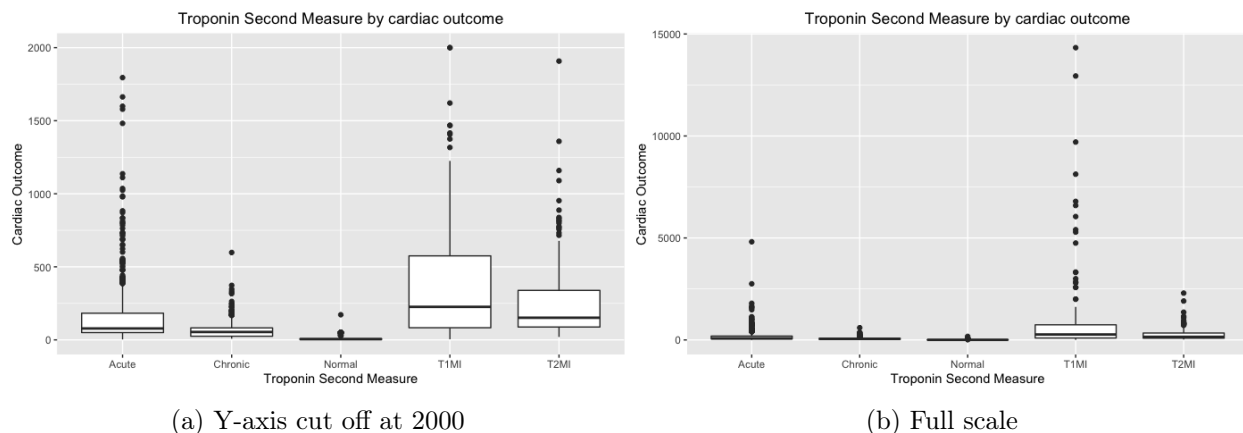 Troponin Second Measure by cardiac outcome
2000
1500
1000
500
0
Cardiac Outcome
Acute
Chronic
Normal
T1MI
T2MI
Troponin Second Measure
(a) Y-axis cut off at 2000
Troponin Second Measure by cardiac outcome
15000
10000
5000
0
Cardiac Outcome
Acute
Chronic
Normal
T1MI
T2MI
Troponin Second Measure
(b) Full scale